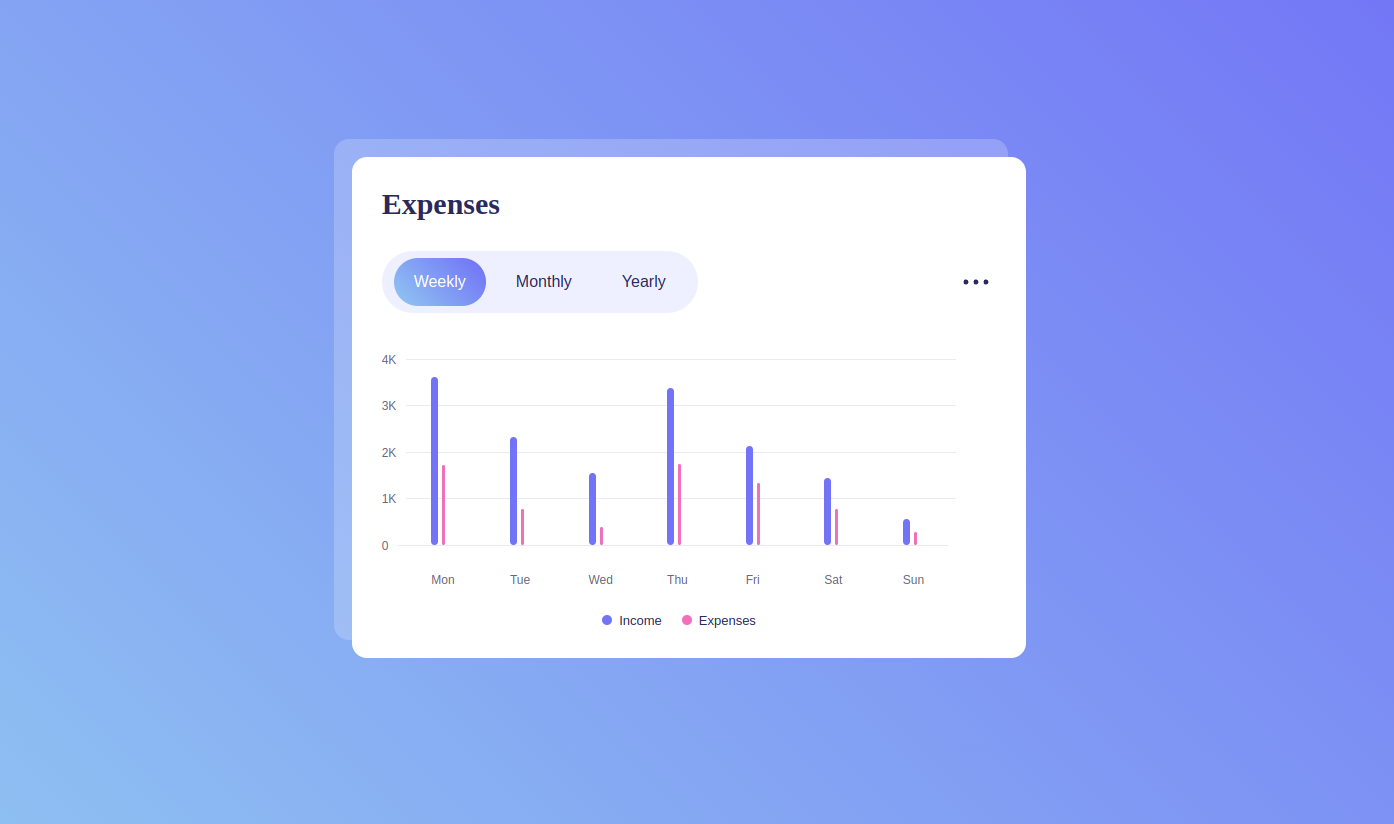 Expenses
Weekly Monthly Yearly
4K
3K
2K
1K
0
Mon Tue Wed Thu Fri Sat Sun
Income Expenses